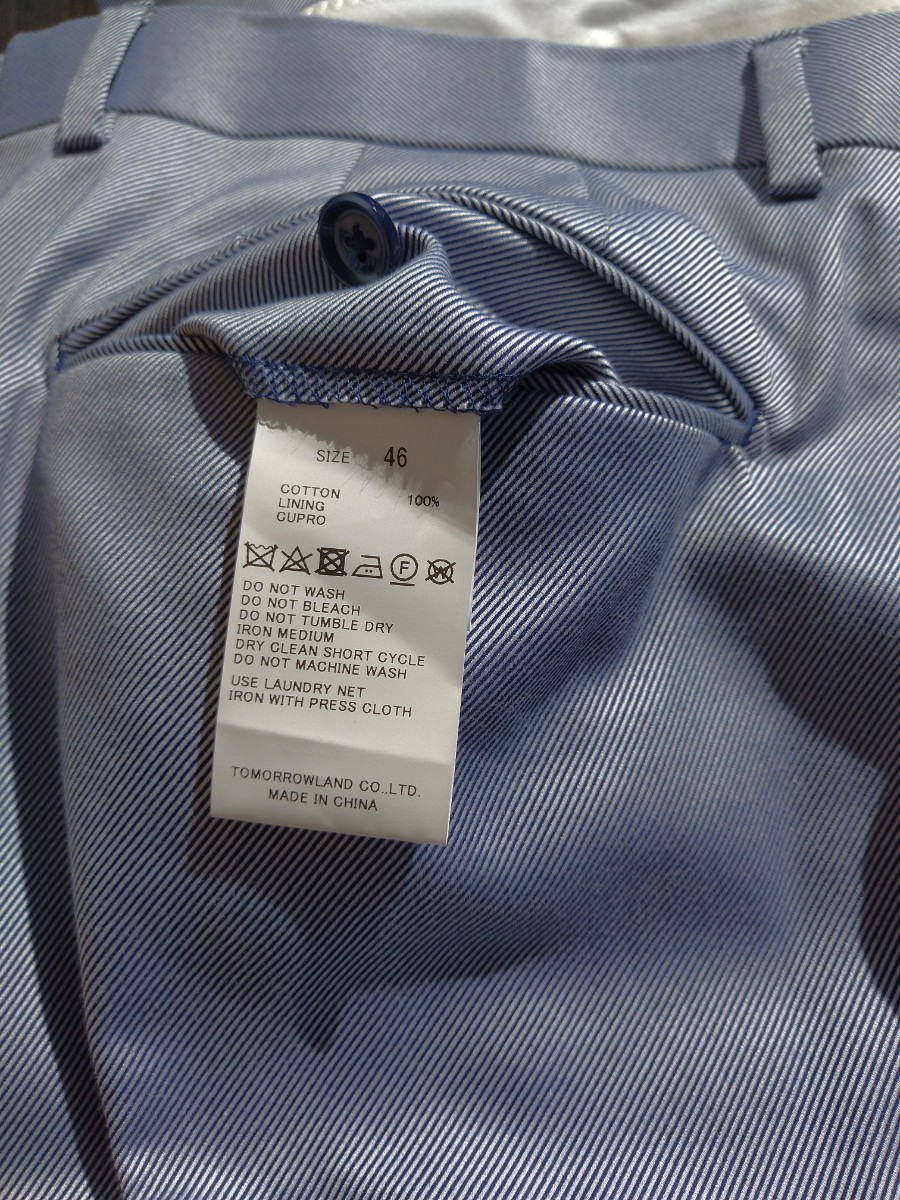 SIZE 46
COTTON 100%
LINING
CUPRO
F W
DO NOT WASH
DO NOT BLEACH
DO NOT TUMBLE DRY
IRON MEDIUM
DRY CLEAN SHORT CYCLE
DO NOT MACHINE WASH
USE LAUNDRY NET
IRON WITH PRESS CLOTH
TOMORROWLAND CO.,LTD.
MADE IN CHINA